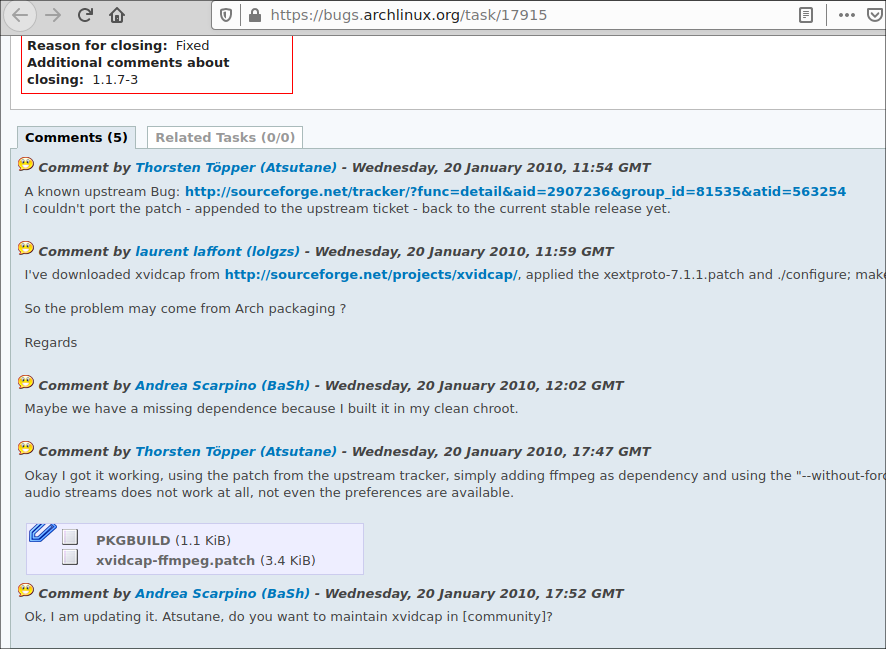 https://bugs.archlinux.org/task/17915
Reason for closing: Fixed
Additional comments about
closing: 1.1.7-3
Comments (5)
Related Tasks (0/0)
Comment by Thorsten Töpper (Atsutane) - Wednesday, 20 January 2010, 11:54 GMT
A known upstream Bug: http://sourceforge.net/tracker/?func=detail&aid=2907236&group_id=81535&atid=563254
I couldn't port the patch - appended to the upstream ticket - back to the current stable release yet.
Comment by laurent laffont (lolgzs) - Wednesday, 20 January 2010, 11:59 GMT
I've downloaded xvidcap from http://sourceforge.net/projects/xvidcap/, applied the xextproto-7.1.1.patch and ./configure; make
So the problem may come from Arch packaging ?
Regards
Comment by Andrea Scarpino (BaSh) - Wednesday, 20 January 2010, 12:02 GMT
Maybe we have a missing dependence because I built it in my clean chroot.
Comment by Thorsten Töpper (Atsutane) - Wednesday, 20 January 2010, 17:47 GMT
Okay I got it working, using the patch from the upstream tracker, simply adding ffmpeg as dependency and using the "--without-forc
audio streams does not work at all, not even the preferences are available.
PKGBUILD (1.1 KiB)
xvidcap-ffmpeg.patch (3.4 KiB)
Comment by Andrea Scarpino (BaSh) - Wednesday, 20 January 2010, 17:52 GMT
Ok, I am updating it. Atsutane, do you want to maintain xvidcap in [community]?